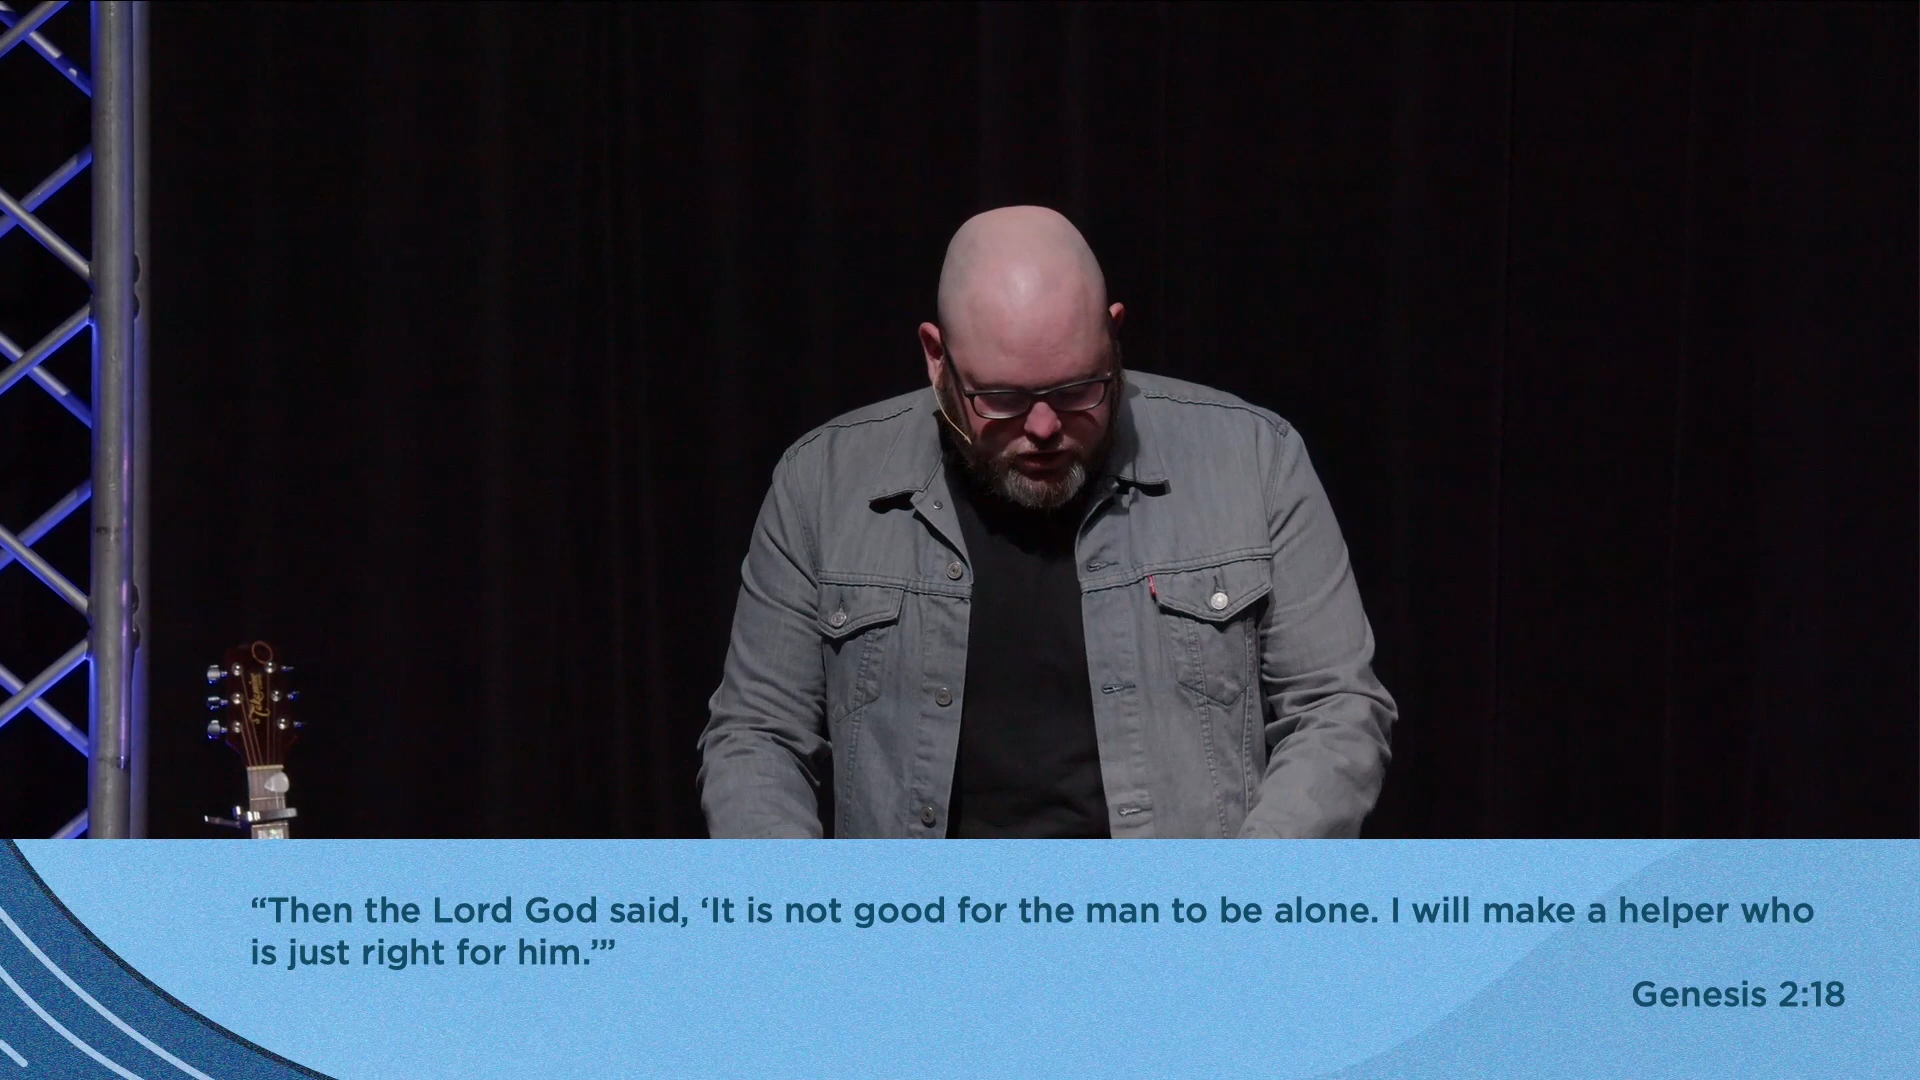 Takamine
“Then the Lord God said, ‘It is not good for the man to be alone. I will make a helper who
is just right for him.’”
Genesis 2:18